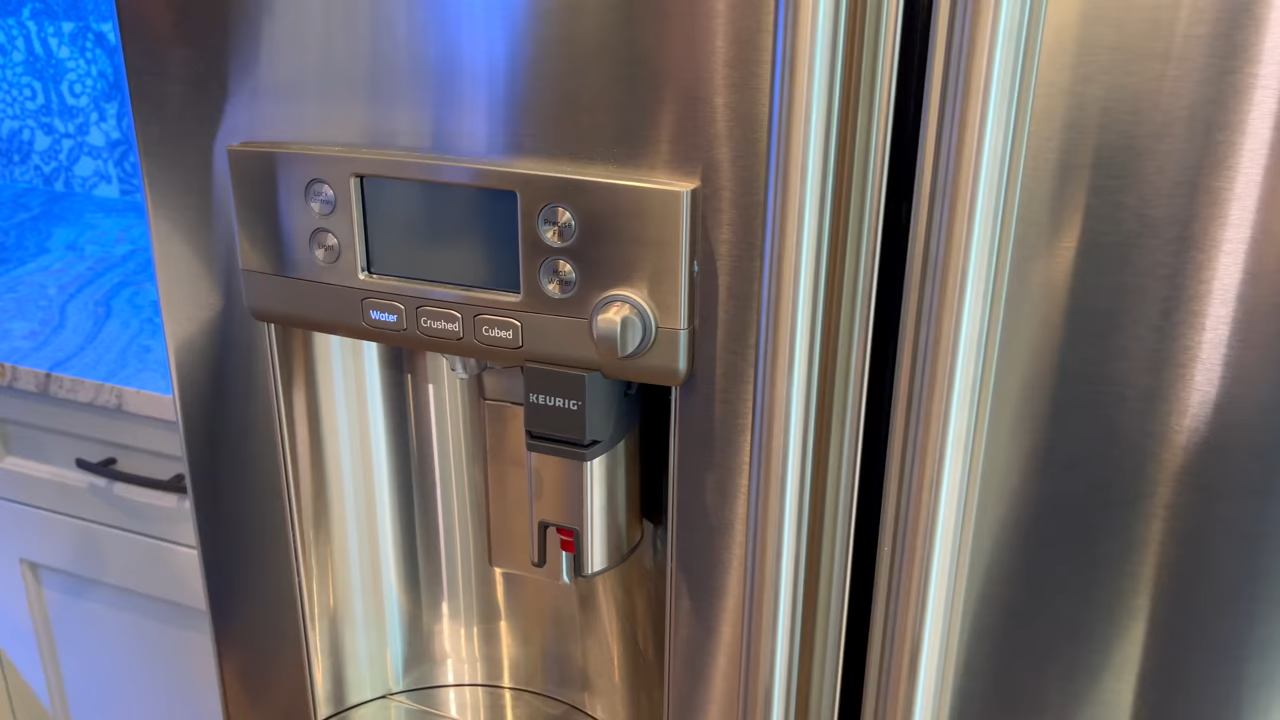 Lock
Controls
Light
Precise
Fill
Hot
Water
Water
Crushed
Cubed
KEURIG